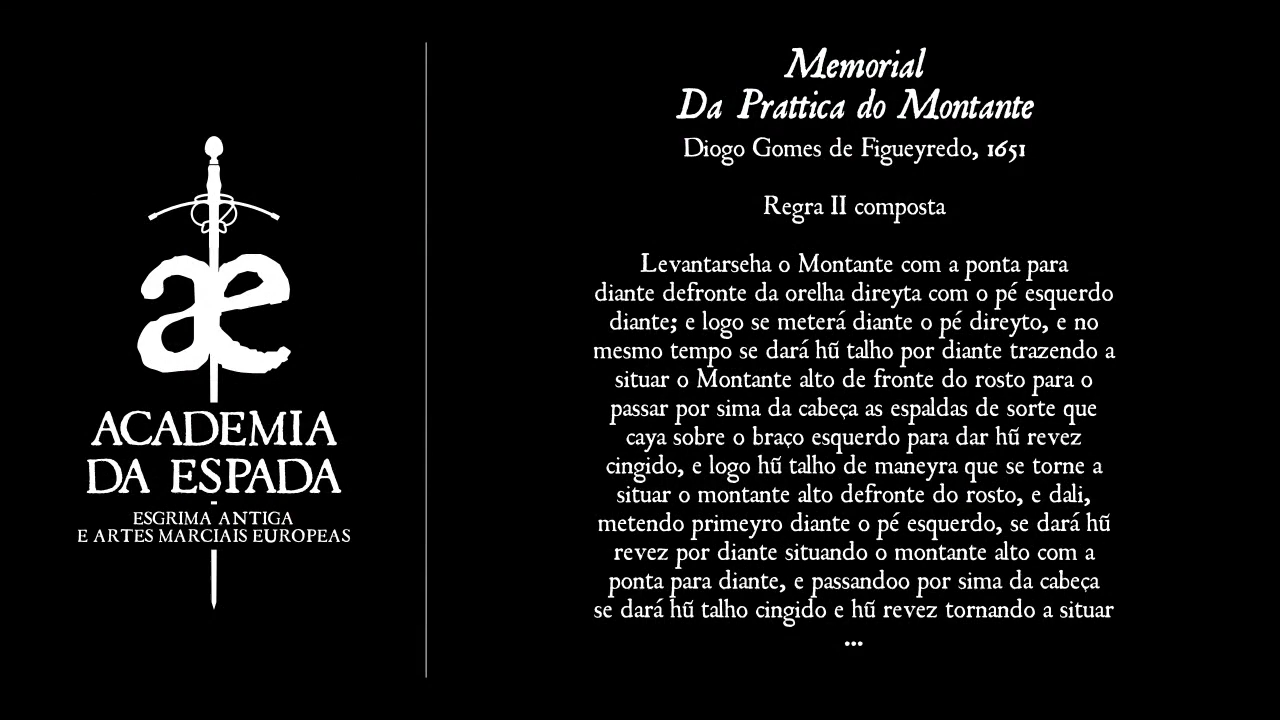 Memorial
Da Prattica do Montante
Diogo Gomes de Figueyredo, 1651
Regra II composta
Levantarseha o Montante com a ponta para
diante defronte da orelha direyta com o pé esquerdo
diante; e logo se meterá diante o pé direyto, e no
mesmo tempo se dará hũ talho por diante trazendo a
situar o Montante alto de fronte do rosto para o
passar por sima da cabeça as espaldas de sorte que
caya sobre o braço esquerdo para dar hũ revez
cingido, e logo hũ talho de maneyra que se torne a
situar o montante alto defronte do rosto, e dali,
metendo primeyro diante o pé esquerdo, se dará hũ
revez por diante situando o montante alto com a
ponta para diante, e passandoo por sima da cabeça
se dará hũ talho cingido e hũ revez tornando a situar
...
æ
ACADEMIA
DA ESPADA
ESGRIMA ANTIGA
E ARTES MARCIAIS EUROPEAS